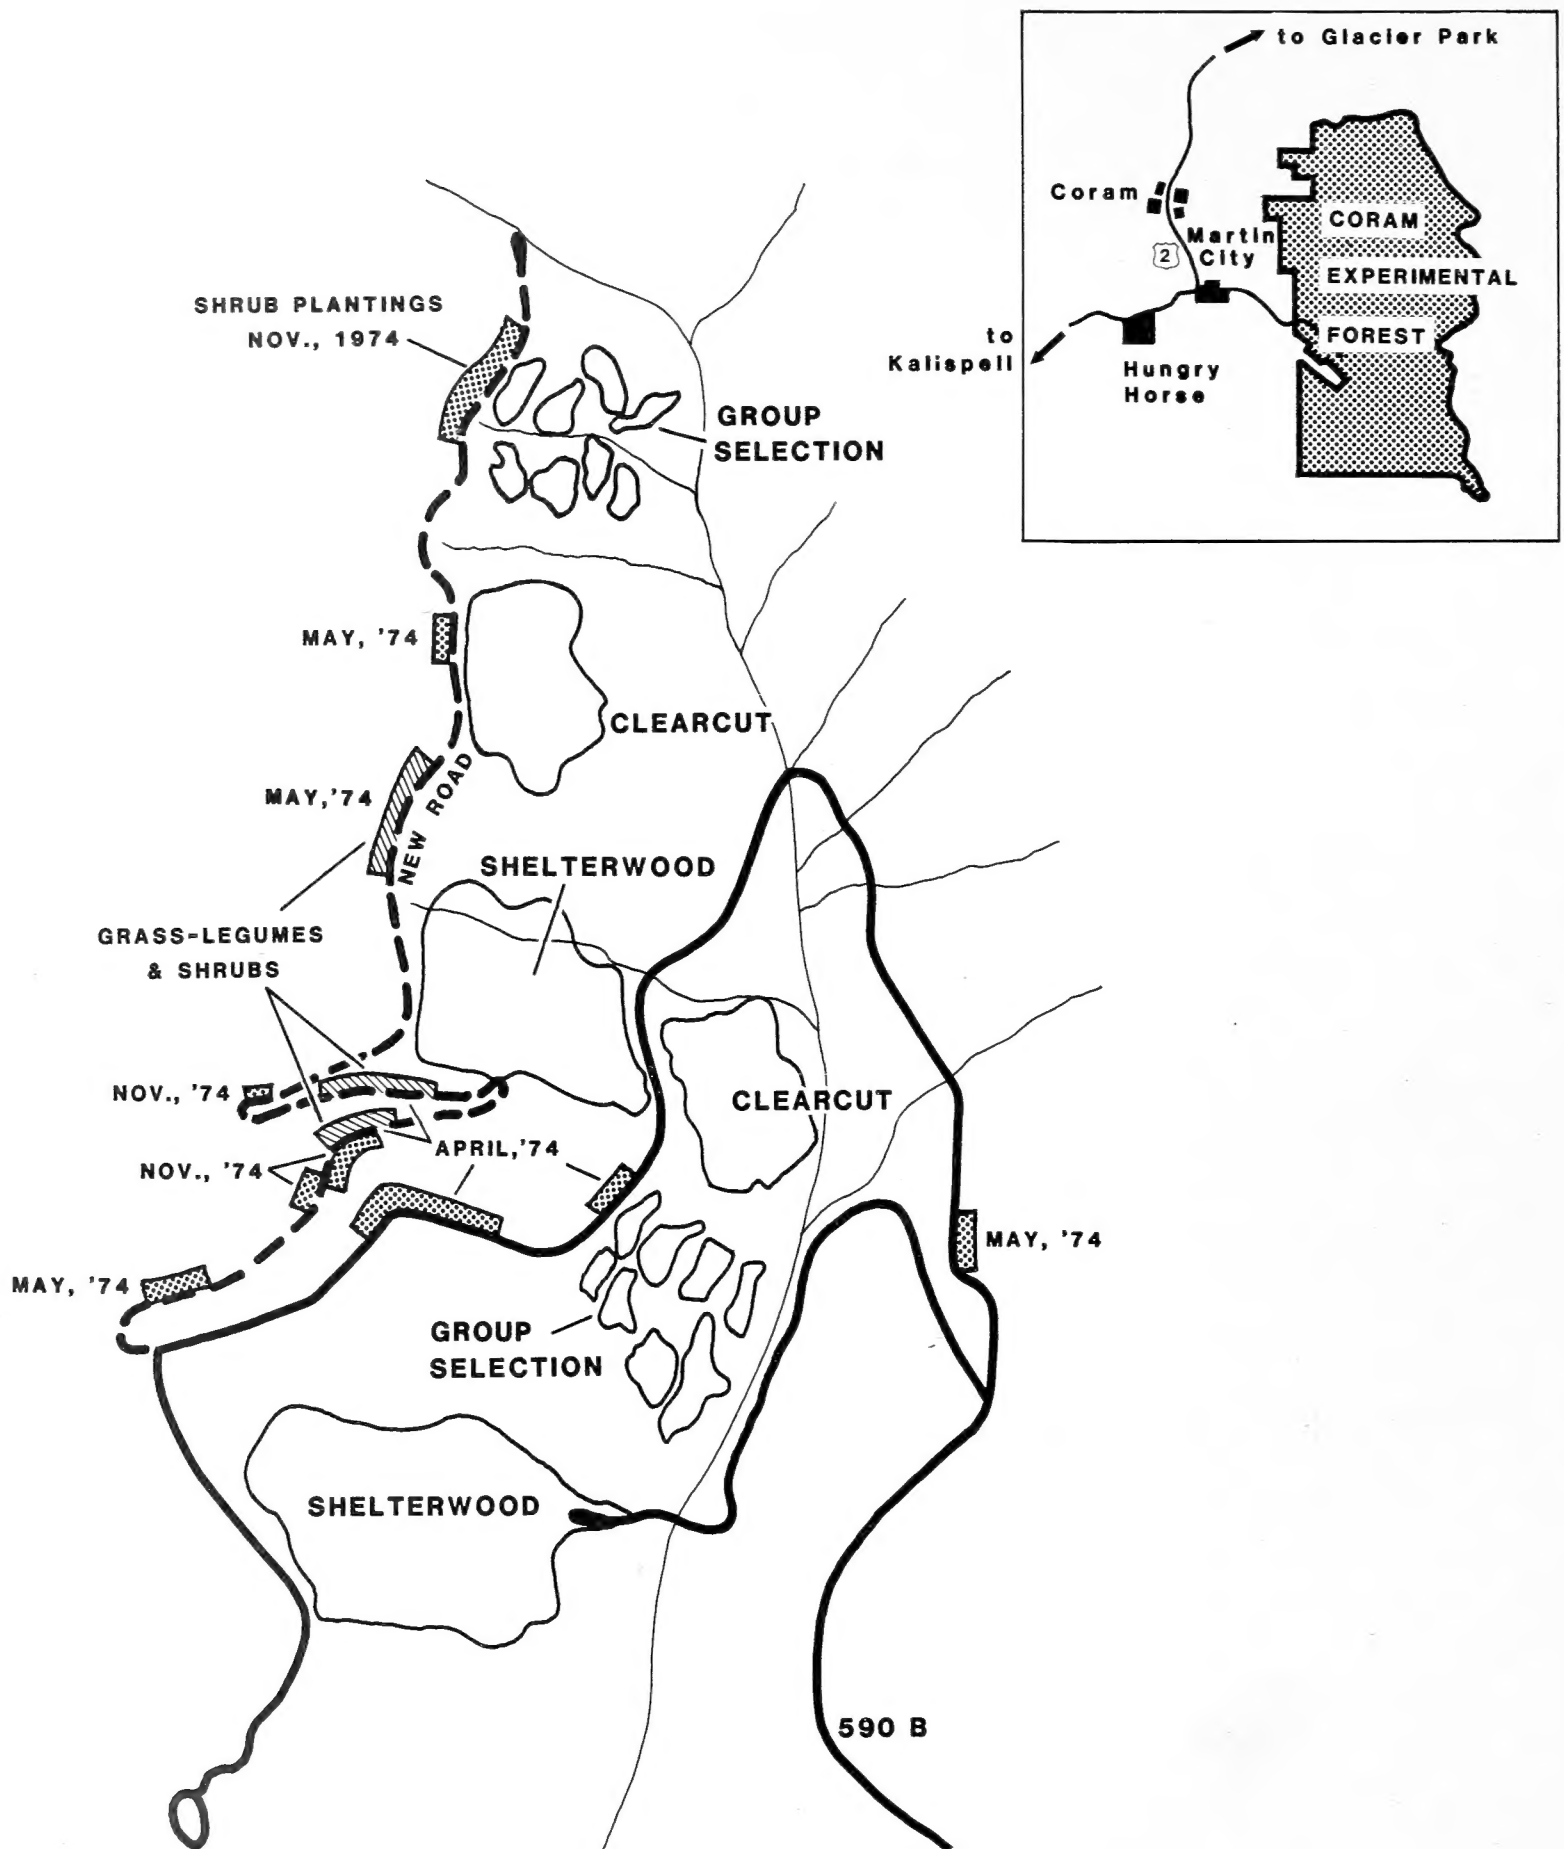 to Glacier Park
Coram
2
Martin
City
CORAM
EXPERIMENTAL
FOREST
to
Kalispell
Hungry
Horse
SHRUB PLANTINGS
NOV., 1974
GROUP
SELECTION
MAY, '74
CLEARCUT
MAY,'74
NEW ROAD
SHELTERWOOD
GRASS-LEGUMES
& SHRUBS
NOV., '74
CLEARCUT
APRIL,'74
NOV., '74
MAY, '74
MAY, '74
GROUP
SELECTION
SHELTERWOOD
590 B